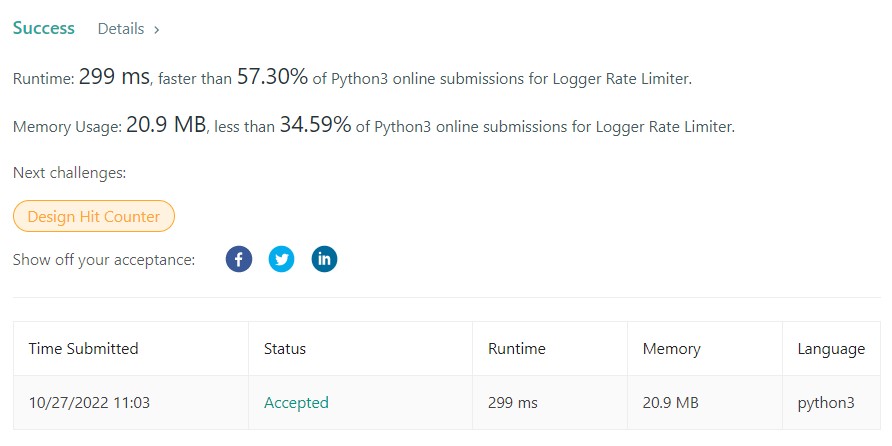 Success Details >
Runtime: 299 ms, faster than 57.30% of Python3 online submissions for Logger Rate Limiter.
Memory Usage: 20.9 MB, less than 34.59% of Python3 online submissions for Logger Rate Limiter.
Next challenges:
Design Hit Counter
Show off your acceptance: f in
Time Submitted Status Runtime Memory Language
10/27/2022 11:03 Accepted 299 ms 20.9 MB python3